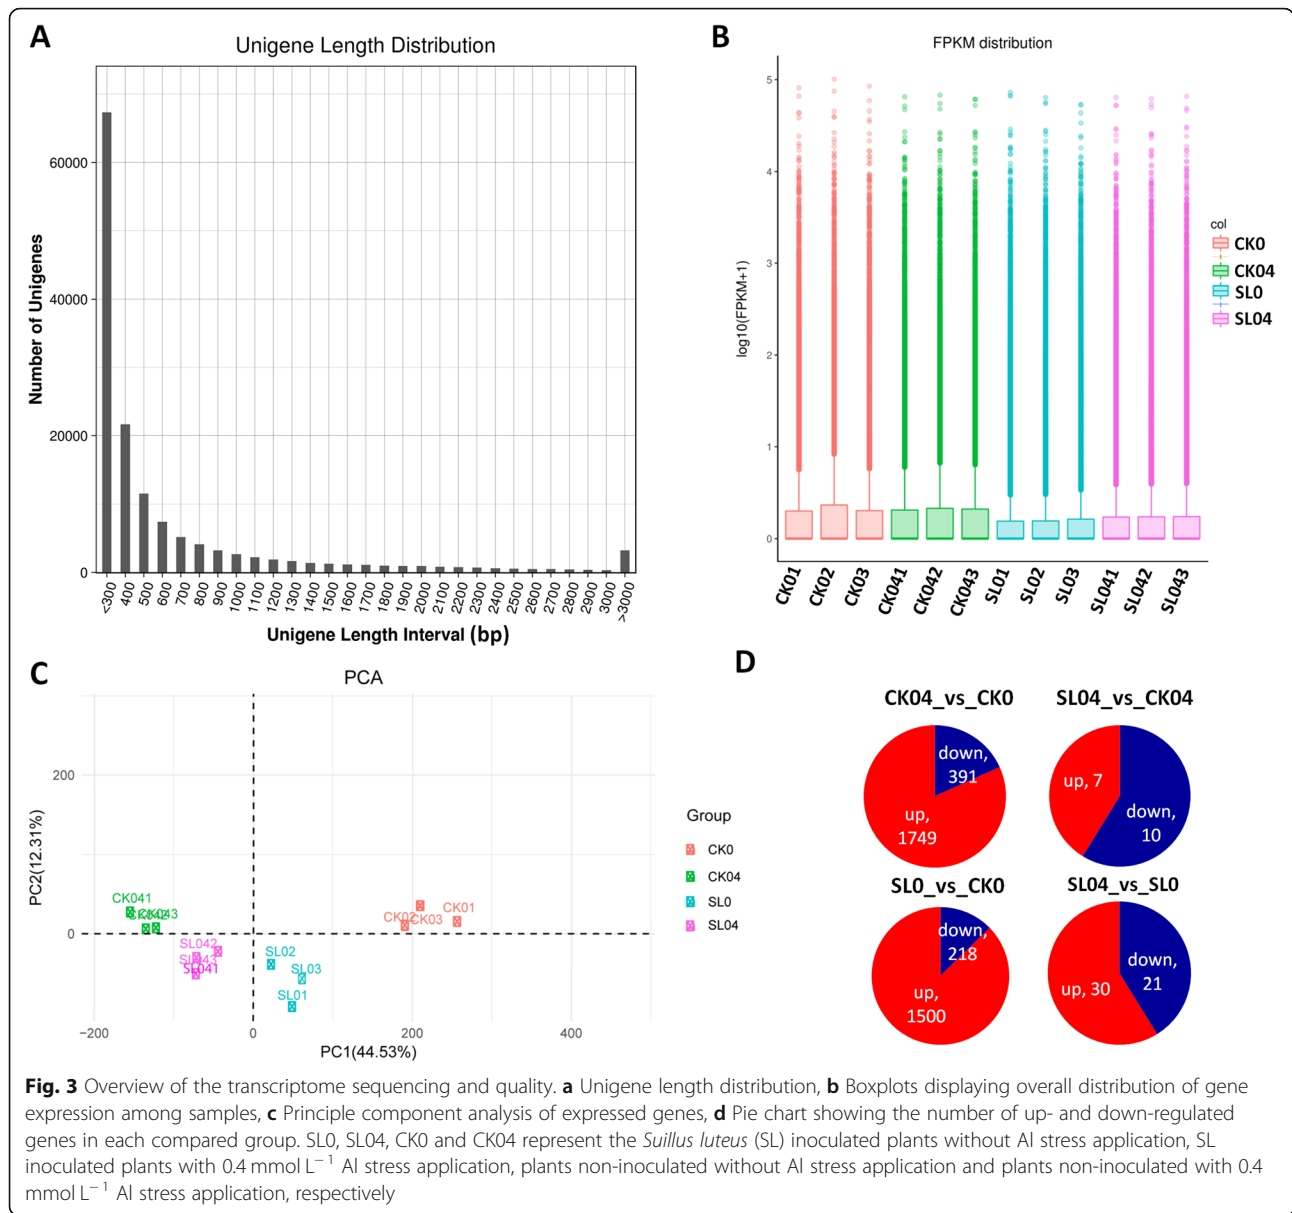 A
Unigene Length Distribution
Number of Unigenes
60000
40000
20000
0
<300
400
500
600
700
800
900
1000
1100
1200
1300
1400
1500
1600
1700
1800
1900
2000
2100
2200
2300
2400
2500
2600
2700
2800
2900
3000
>3000
Unigene Length Interval (bp)
B
FPKM distribution
log10(FPKM+1)
5
4
3
2
1
0
CK01
CK02
CK03
CK041
CK042
CK043
SL01
SL02
SL03
SL041
SL042
SL043
col
CK0
CK04
SL0
SL04
C
PCA
PC2(12.31%)
200
0
CK041
CK042
CK043
SL042
SL043
SL041
SL02
SL03
SL01
CK02
CK03
CK01
-200
0
200
400
PC1(44.53%)
Group
CK0
CK04
SL0
SL04
D
CK04_vs_CK0
down,
391
up,
1749
SL04_vs_CK04
up, 7
down,
10
SL0_vs_CK0
down,
218
up,
1500
SL04_vs_SL0
up, 30
down,
21
Fig. 3 Overview of the transcriptome sequencing and quality. a Unigene length distribution, b Boxplots displaying overall distribution of gene
expression among samples, c Principle component analysis of expressed genes, d Pie chart showing the number of up- and down-regulated
genes in each compared group. SL0, SL04, CK0 and CK04 represent the Suillus luteus (SL) inoculated plants without Al stress application, SL
inoculated plants with 0.4 mmol L⁻¹ Al stress application, plants non-inoculated without Al stress application and plants non-inoculated with 0.4
mmol L⁻¹ Al stress application, respectively